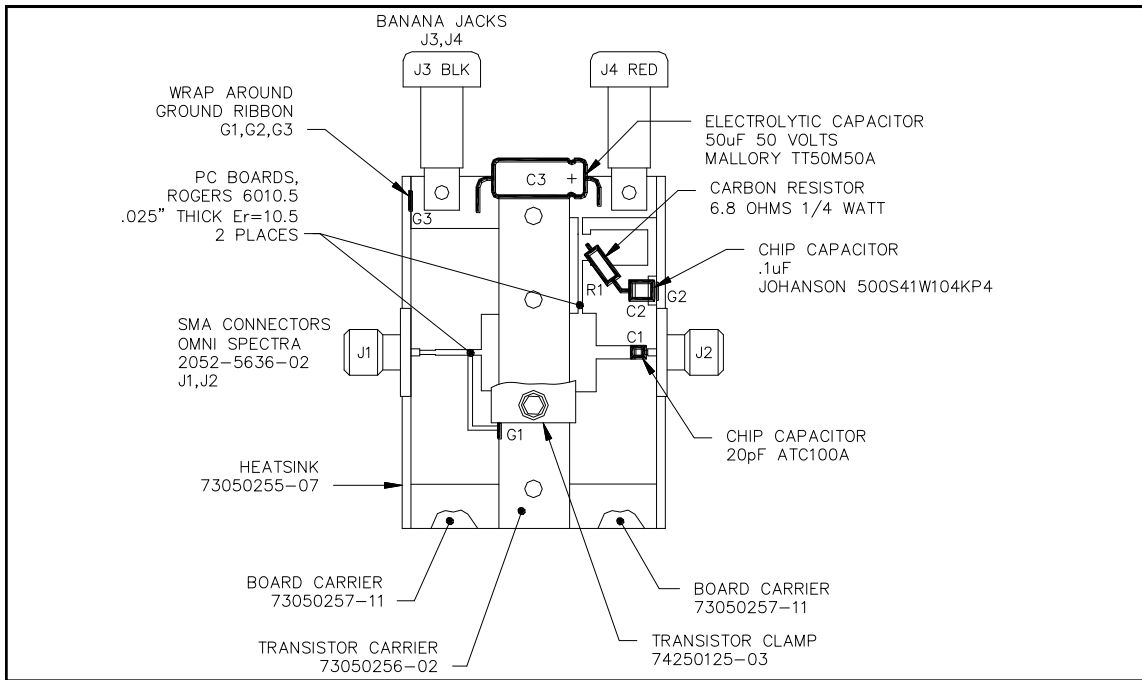 BANANA JACKS
J3,J4
J3 BLK
J4 RED
WRAP AROUND
GROUND RIBBON
G1,G2,G3
ELECTROLYTIC CAPACITOR
50uF 50 VOLTS
MALLORY TT50M50A
C3 +
PC BOARDS,
ROGERS 6010.5
.025" THICK Er=10.5
2 PLACES
CARBON RESISTOR
6.8 OHMS 1/4 WATT
G3
CHIP CAPACITOR
.1uF
JOHANSON 500S41W104KP4
R1
G2
C2
SMA CONNECTORS
OMNI SPECTRA
2052-5636-02
J1,J2
C1
J1
J2
G1
CHIP CAPACITOR
20pF ATC100A
HEATSINK
73050255-07
BOARD CARRIER
73050257-11
BOARD CARRIER
73050257-11
TRANSISTOR CARRIER
73050256-02
TRANSISTOR CLAMP
74250125-03